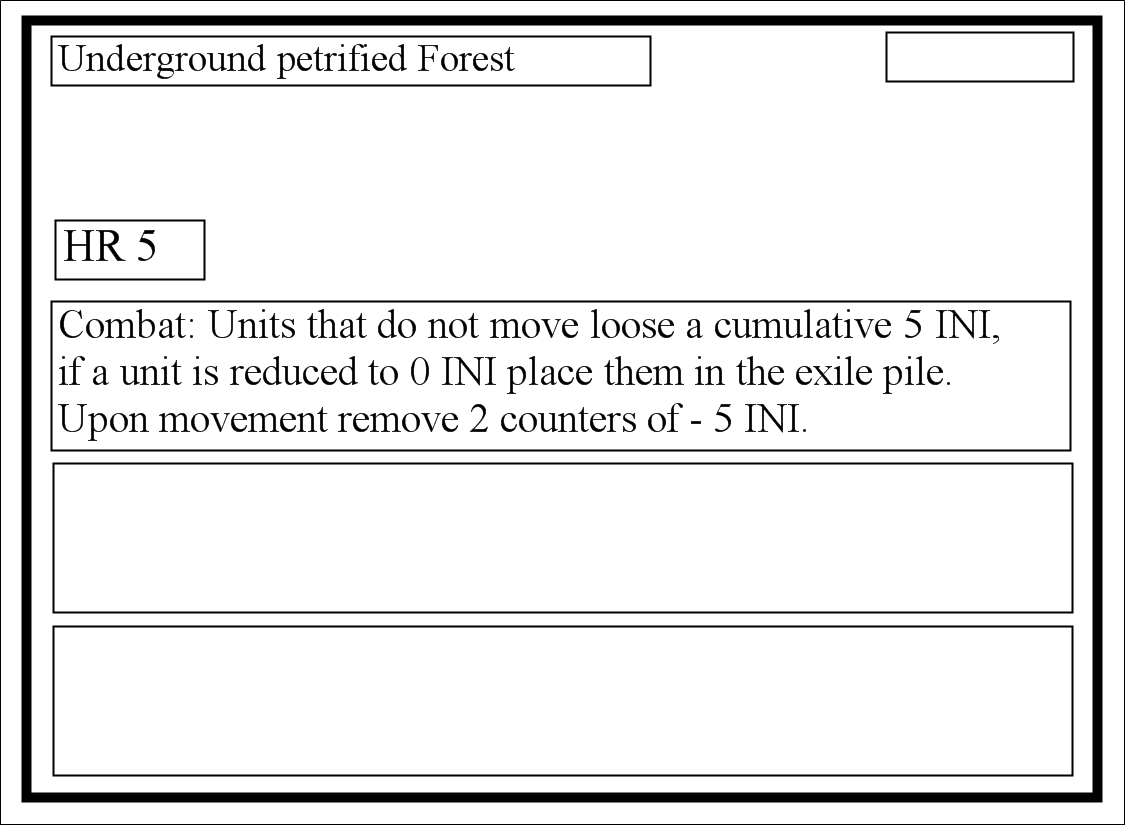 Underground petrified Forest
HR 5
Combat: Units that do not move loose a cumulative 5 INI,
if a unit is reduced to 0 INI place them in the exile pile.
Upon movement remove 2 counters of - 5 INI.